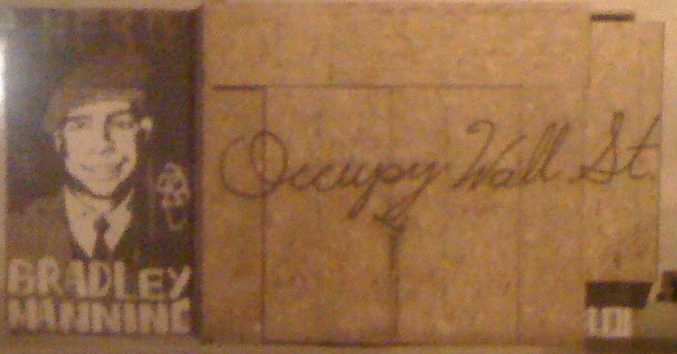 BRADLEY
MANNING
Occupy Wall St.